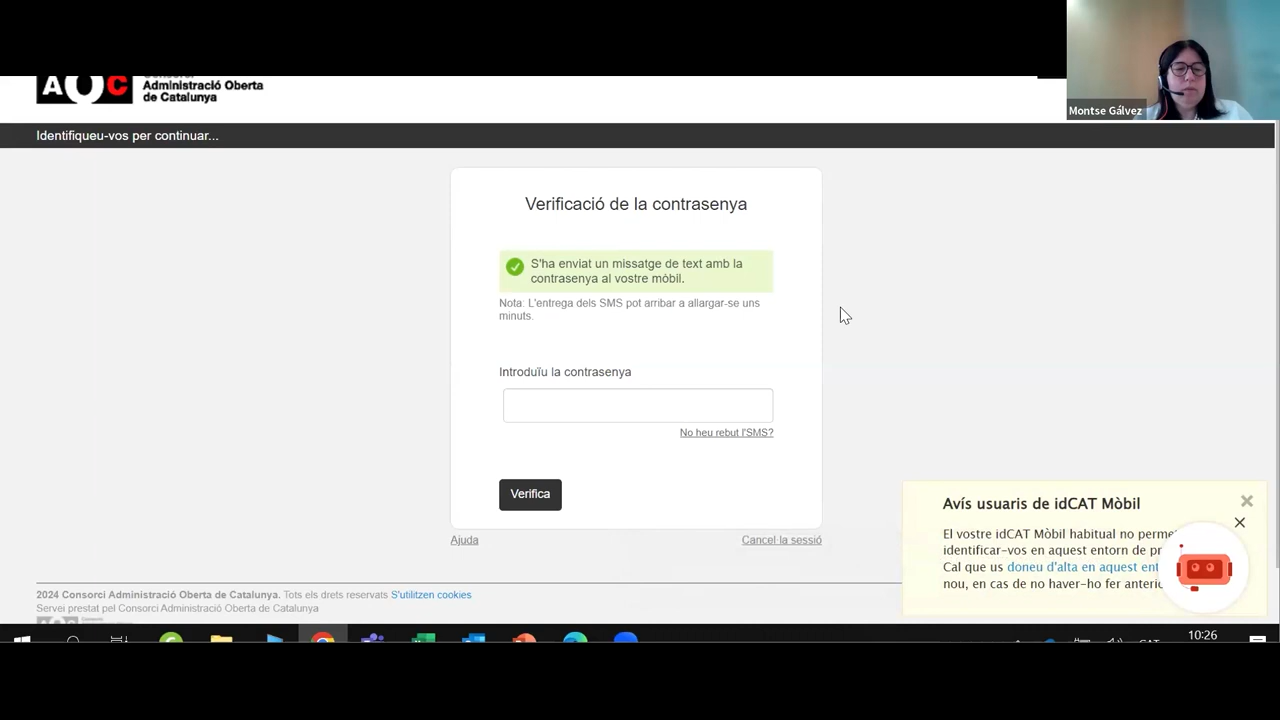 AOC
Administració Oberta
de Catalunya
Montse Gálvez
Identifiqueu-vos per continuar...
Verificació de la contrasenya
S'ha enviat un missatge de text amb la
contrasenya al vostre mòbil.
Nota: L'entrega dels SMS pot arribar a allargar-se uns
minuts.
Introduïu la contrasenya
No heu rebut l'SMS?
Verifica
Ajuda
Cancel·la sessió
Avís usuaris de idCAT Mòbil
El vostre idCAT Mòbil habitual no
identificar-vos en aquest entorn de
Cal que us doneu d'alta en aquest
nou, en cas de no haver-ho fer
2024 Consorci Administració Oberta de Catalunya. Tots els drets reservats S'utilitzen cookies
Servei prestat pel Consorci Administració Oberta de Catalunya
10:26